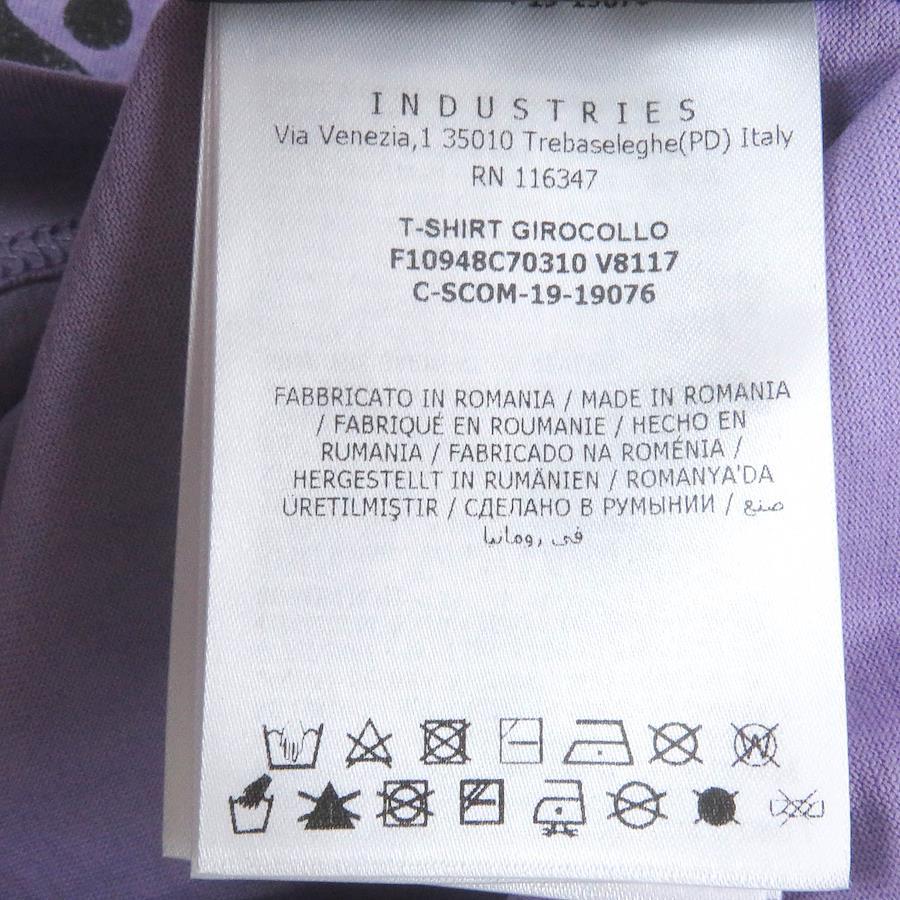 INDUSTRIES
Via Venezia,1 35010 Trebaseleghe(PD) Italy
RN 116347
T-SHIRT GIROCOLLO
F10948C70310 V8117
C-SCOM-19-19076
FABBRICATO IN ROMANIA / MADE IN ROMANIA
/ FABRIQUÉ EN ROUMANIE / HECHO EN
RUMANIA / FABRICADO NA ROMÉNIA /
HERGESTELLT IN RUMÄNIEN / ROMANYA'DA
ÜRETILMIŞTIR / СДЕЛАНО В РУМЫНИИ / صنع
في رومانيا